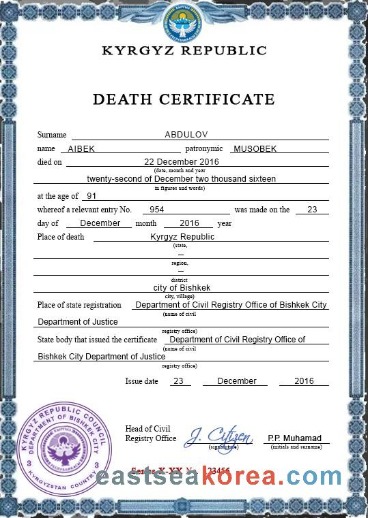 KYRGYZ REPUBLIC
DEATH CERTIFICATE
Surname ABDULOV
name AIBEK patronymic MUSOBEK
died on 22 December 2016
(date, month and year
twenty-second of December two thousand sixteen
in figures and words)
at the age of 91
whereof a relevant entry No. 954 was made on the 23
day of December month 2016 year
Place of death Kyrgyz Republic
(state,
—
region,
—
district
city of Bishkek
city, village)
Place of state registration Department of Civil Registry Office of Bishkek City
(name of civil
Department of Justice
registry office)
State body that issued the certificate Department of Civil Registry Office of
(name of civil
Bishkek City Department of Justice
registry office)
Issue date 23 December 2016
Head of Civil
Registry Office J. Citizen P.P. Muhamad
(signature) (initials and surname)
KYRGYZ REPUBLIC COUNCIL
DEPARTMENT OF BISHKEK CITY
KYRGYZSTAN COUNTRY
Series X-XX No 23456
eastseakorea.com